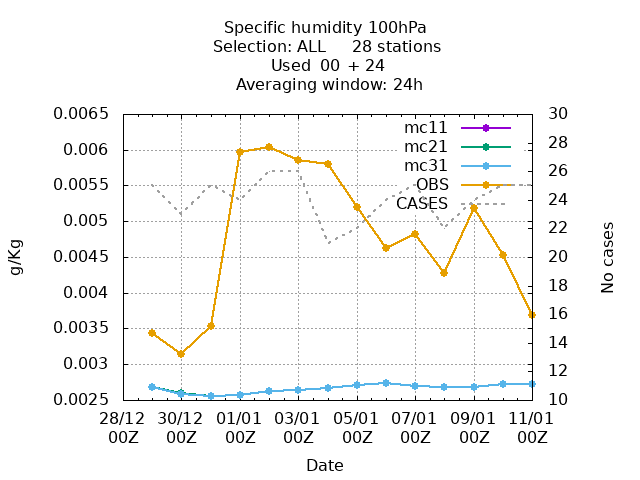 Specific humidity 100hPa
Selection: ALL     28 stations
Used  00  + 24
Averaging window: 24h
0.0065
0.006
0.0055
0.005
0.0045
0.004
0.0035
0.003
0.0025
g/Kg
30
28
26
24
22
20
18
16
14
12
10
No cases
mc11
mc21
mc31
OBS
CASES
28/12 30/12 01/01 03/01 05/01 07/01 09/01 11/01
00Z 00Z 00Z 00Z 00Z 00Z 00Z 00Z
Date